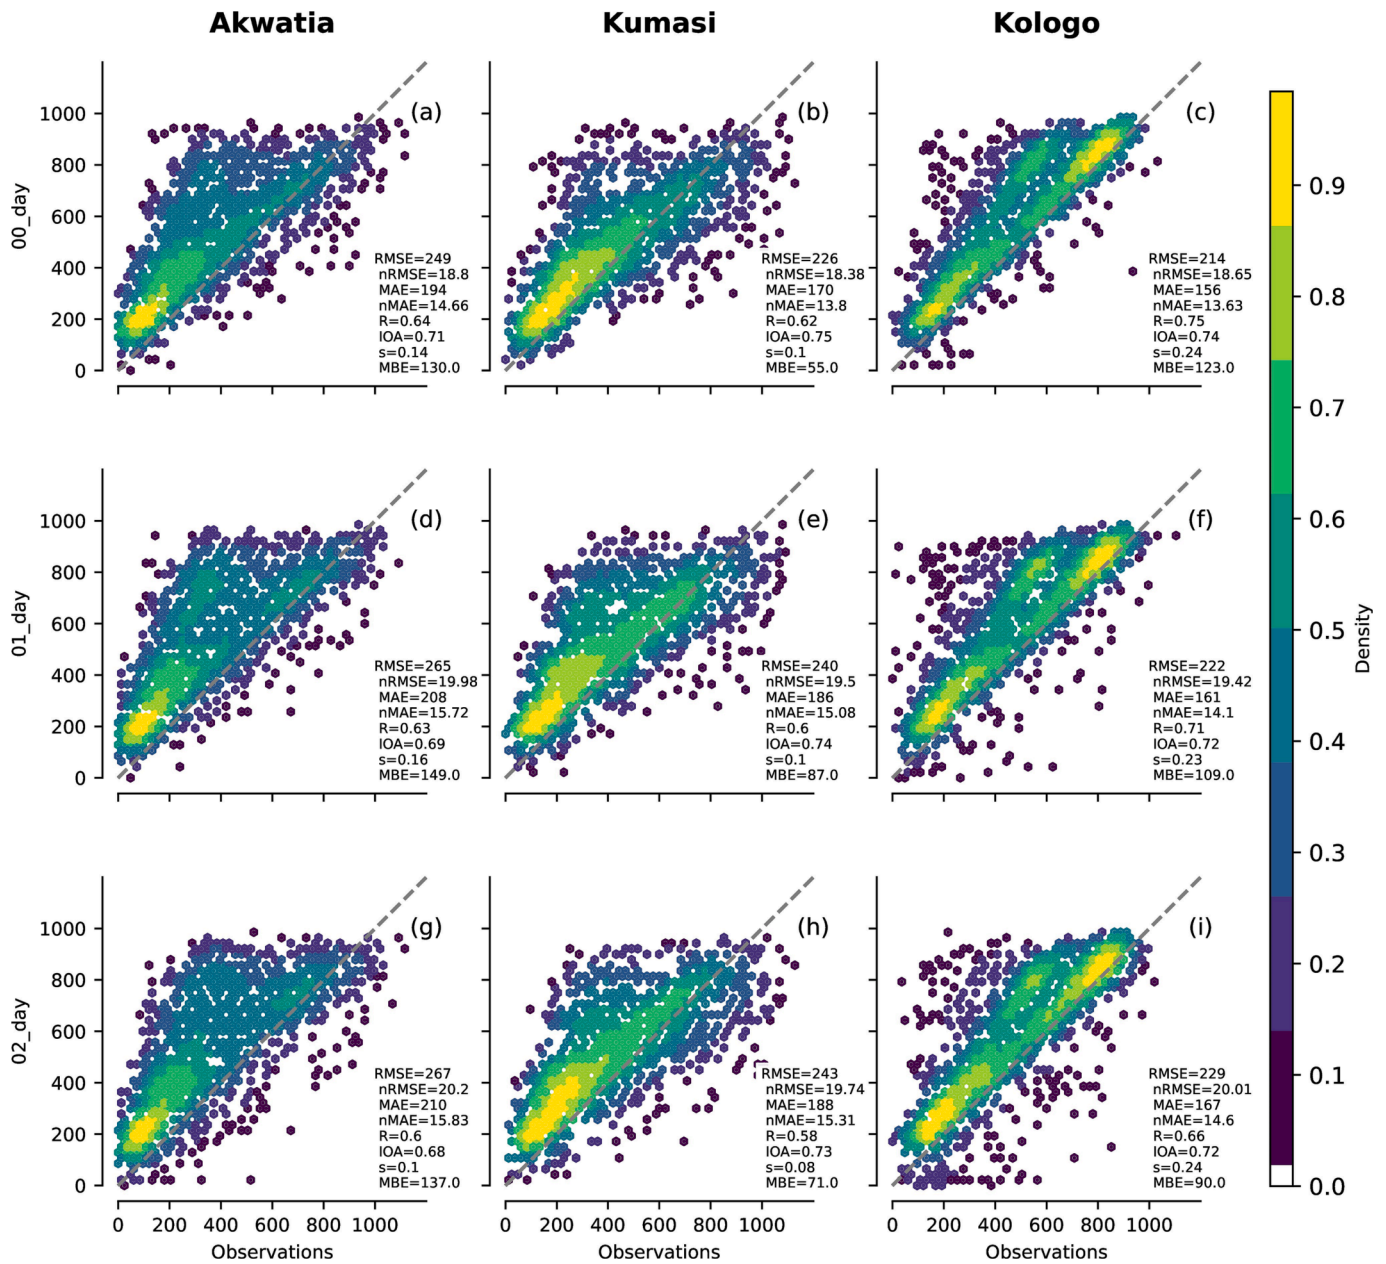 Akwatia Kumasi Kologo
00_day
1000
800
600
400
200
0
(a)
RMSE=249
nRMSE=18.8
MAE=194
nMAE=14.66
R=0.64
IOA=0.71
s=0.14
MBE=130.0
(b)
RMSE=226
nRMSE=18.38
MAE=170
nMAE=13.8
R=0.62
IOA=0.75
s=0.1
MBE=55.0
(c)
RMSE=214
nRMSE=18.65
MAE=156
nMAE=13.63
R=0.75
IOA=0.74
s=0.24
MBE=123.0
01_day
1000
800
600
400
200
0
(d)
RMSE=265
nRMSE=19.98
MAE=208
nMAE=15.72
R=0.63
IOA=0.69
s=0.16
MBE=149.0
(e)
RMSE=240
nRMSE=19.5
MAE=186
nMAE=15.08
R=0.6
IOA=0.74
s=0.1
MBE=87.0
(f)
RMSE=222
nRMSE=19.42
MAE=161
nMAE=14.1
R=0.71
IOA=0.72
s=0.23
MBE=109.0
02_day
1000
800
600
400
200
0
(g)
RMSE=267
nRMSE=20.2
MAE=210
nMAE=15.83
R=0.6
IOA=0.68
s=0.1
MBE=137.0
(h)
RMSE=243
nRMSE=19.74
MAE=188
nMAE=15.31
R=0.58
IOA=0.73
s=0.08
MBE=71.0
(i)
RMSE=229
nRMSE=20.01
MAE=167
nMAE=14.6
R=0.66
IOA=0.72
s=0.24
MBE=90.0
0 200 400 600 800 1000 0 200 400 600 800 1000 0 200 400 600 800 1000
Observations Observations Observations
0.9
0.8
0.7
0.6
0.5
0.4
0.3
0.2
0.1
0.0
Density